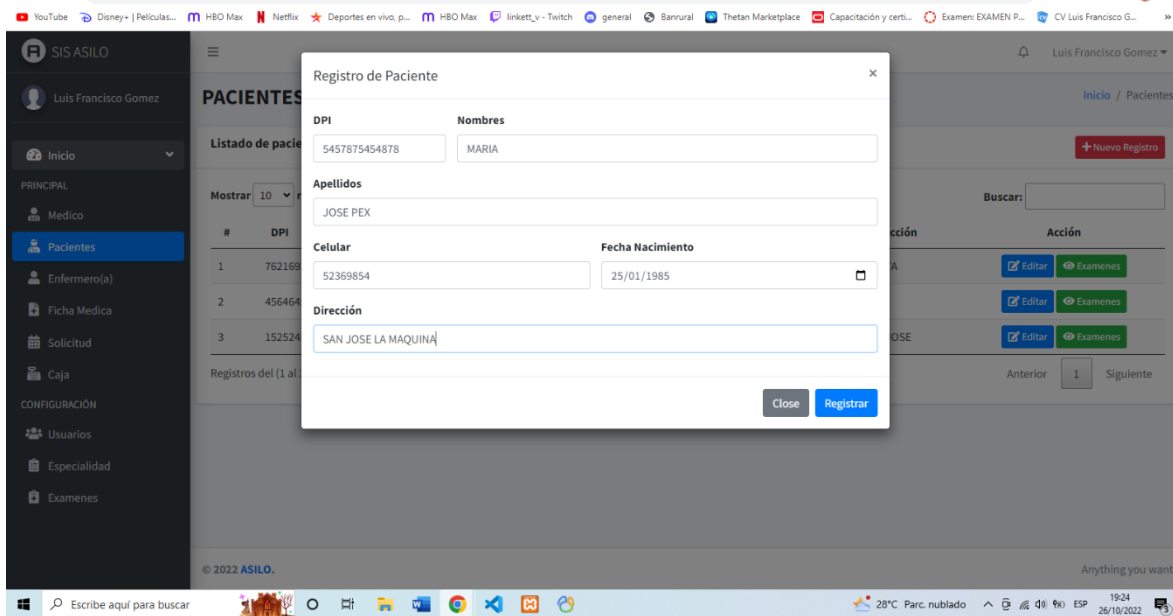 YouTube Disney+ | Películas... HBO Max Netflix Deportes en vivo, p... HBO Max linkett_v - Twitch general Banrural Thetan Marketplace Capacitación y certi... Examen: EXAMEN P... CV Luis Francisco G... »
SIS ASILO
Luis Francisco Gomez
Luis Francisco Gomez
PACIENTES
Inicio / Pacientes
Registro de Paciente ×
DPI Nombres
5457875454878 MARIA
Apellidos
JOSE PEX
Celular Fecha Nacimiento
52369854 25/01/1985
Dirección
SAN JOSE LA MAQUINA
Close Registrar
Inicio
PRINCIPAL
Medico
Pacientes
Enfermero(a)
Ficha Medica
Solicitud
Caja
CONFIGURACIÓN
Usuarios
Especialidad
Examenes
Listado de pacie
+ Nuevo Registro
Mostrar 10
Buscar:
# DPI cción Acción
1 76216 Editar Examenes
2 45646 Editar Examenes
3 152524 OSE Editar Examenes
Registros del (1 al
Anterior 1 Siguiente
© 2022 ASILO.
Anything you want
Escribe aquí para buscar
28°C Parc. nublado ESP 19:24
26/10/2022